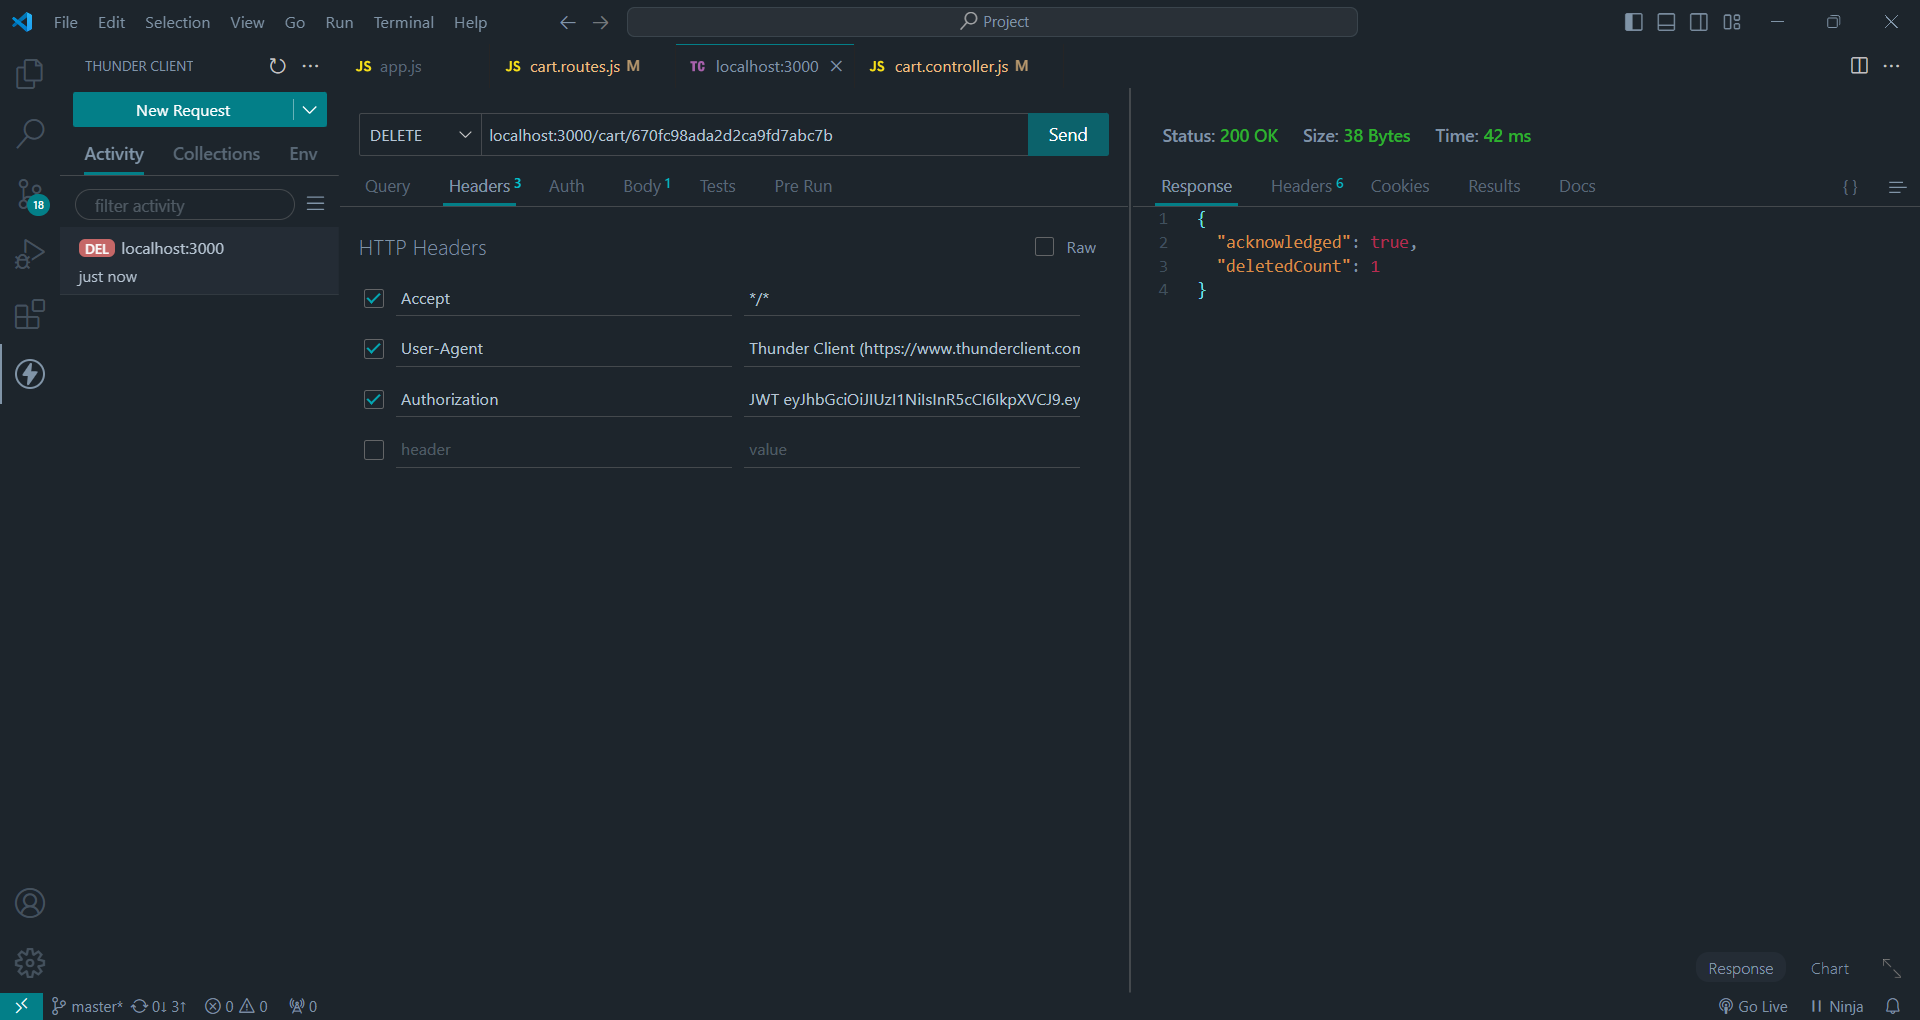 File Edit Selection View Go Run Terminal Help
Project
THUNDER CLIENT
JS app.js
JS cart.routes.js M
TC localhost:3000
JS cart.controller.js M
New Request
Activity Collections Env
filter activity
DEL localhost:3000
just now
18
DELETE
localhost:3000/cart/670fc98ada2d2ca9fd7abc7b
Send
Query Headers 3 Auth Body 1 Tests Pre Run
HTTP Headers
Raw
Accept */*
User-Agent Thunder Client (https://www.thunderclient.com
Authorization JWT eyJhbGciOiJIUzI1NiIsInR5cCI6IkpXVCJ9.ey
header value
Status: 200 OK Size: 38 Bytes Time: 42 ms
Response Headers 6 Cookies Results Docs
{ }
1 {
2 "acknowledged": true,
3 "deletedCount": 1
4 }
Response Chart
master* 0↓ 3↑ 0 0 0
Go Live Ninja